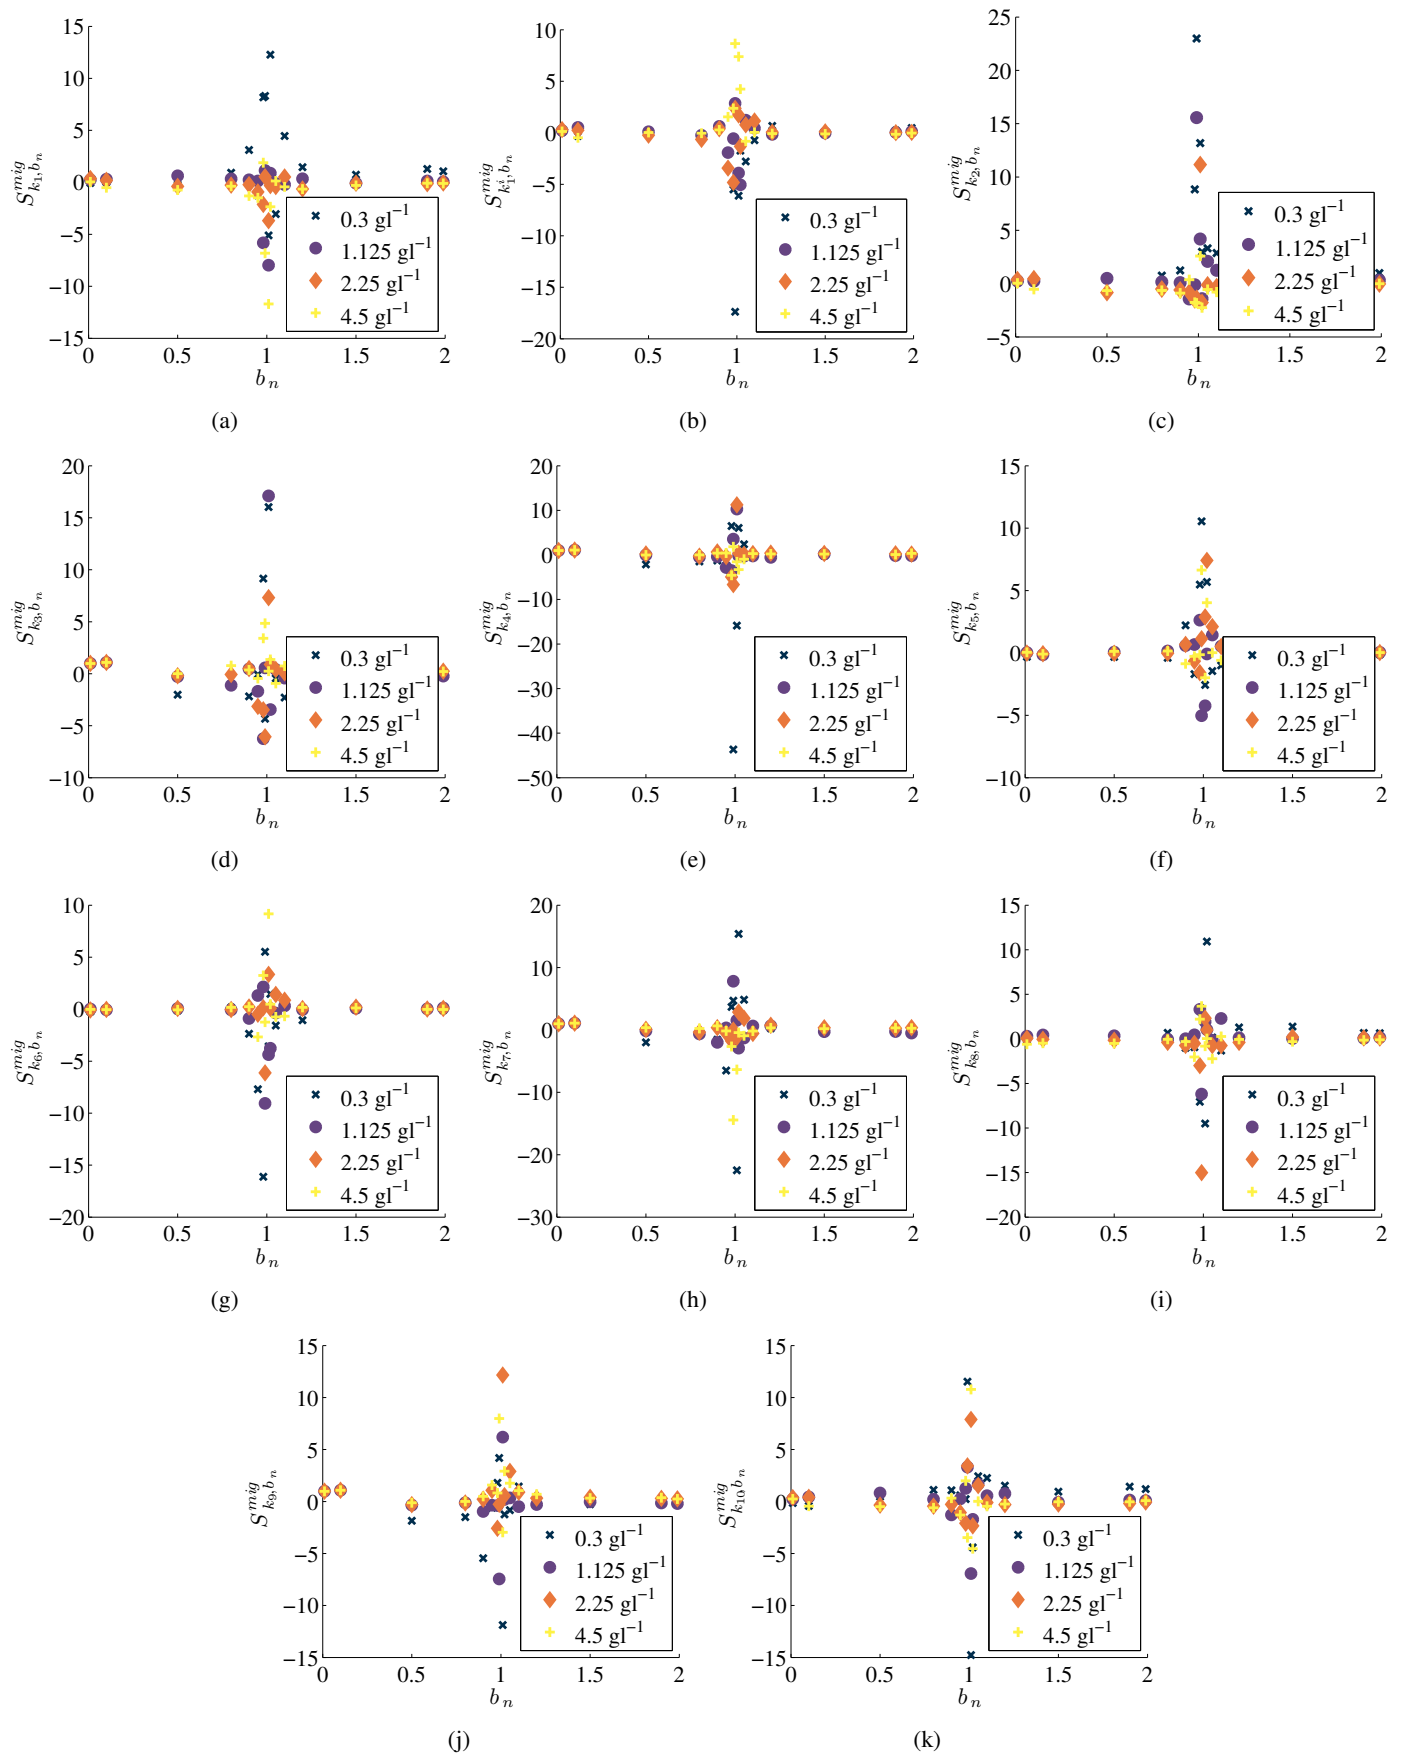 15
10
5
0
−5
−10
−15
S^{mig}_{k_1,b_n}
0 0.5 1 1.5 2
b_n
0.3 gl^{−1}
1.125 gl^{−1}
2.25 gl^{−1}
4.5 gl^{−1}
(a)
10
5
0
−5
−10
−15
−20
S^{mig}_{k_1^i,b_n}
0 0.5 1 1.5 2
b_n
0.3 gl^{−1}
1.125 gl^{−1}
2.25 gl^{−1}
4.5 gl^{−1}
(b)
25
20
15
10
5
0
−5
S^{mig}_{k_2,b_n}
0 0.5 1 2
b_n
0.3 gl^{−1}
1.125 gl^{−1}
2.25 gl^{−1}
4.5 gl^{−1}
(c)
20
15
10
5
0
−5
−10
S^{mig}_{k_3,b_n}
0 0.5 1 1.5 2
b_n
0.3 gl^{−1}
1.125 gl^{−1}
2.25 gl^{−1}
4.5 gl^{−1}
(d)
20
10
0
−10
−20
−30
−40
−50
S^{mig}_{k_4,b_n}
0 0.5 1 1.5 2
b_n
0.3 gl^{−1}
1.125 gl^{−1}
2.25 gl^{−1}
4.5 gl^{−1}
(e)
15
10
5
0
−5
−10
S^{mig}_{k_5,b_n}
0 0.5 1 1.5 2
b_n
0.3 gl^{−1}
1.125 gl^{−1}
2.25 gl^{−1}
4.5 gl^{−1}
(f)
10
5
0
−5
−10
−15
−20
S^{mig}_{k_6,b_n}
0 0.5 1 1.5 2
b_n
0.3 gl^{−1}
1.125 gl^{−1}
2.25 gl^{−1}
4.5 gl^{−1}
(g)
20
10
0
−10
−20
−30
S^{mig}_{k_7,b_n}
0 0.5 1 1.5 2
b_n
0.3 gl^{−1}
1.125 gl^{−1}
2.25 gl^{−1}
4.5 gl^{−1}
(h)
15
10
5
0
−5
−10
−15
−20
S^{mig}_{k_8,b_n}
0 0.5 1 1.5 2
b_n
0.3 gl^{−1}
1.125 gl^{−1}
2.25 gl^{−1}
4.5 gl^{−1}
(i)
15
10
5
0
−5
−10
−15
S^{mig}_{k_9,b_n}
0 0.5 1 1.5 2
b_n
0.3 gl^{−1}
1.125 gl^{−1}
2.25 gl^{−1}
4.5 gl^{−1}
(j)
15
10
5
0
−5
−10
−15
S^{mig}_{k_{10},b_n}
0 0.5 1 1.5 2
b_n
0.3 gl^{−1}
1.125 gl^{−1}
2.25 gl^{−1}
4.5 gl^{−1}
(k)